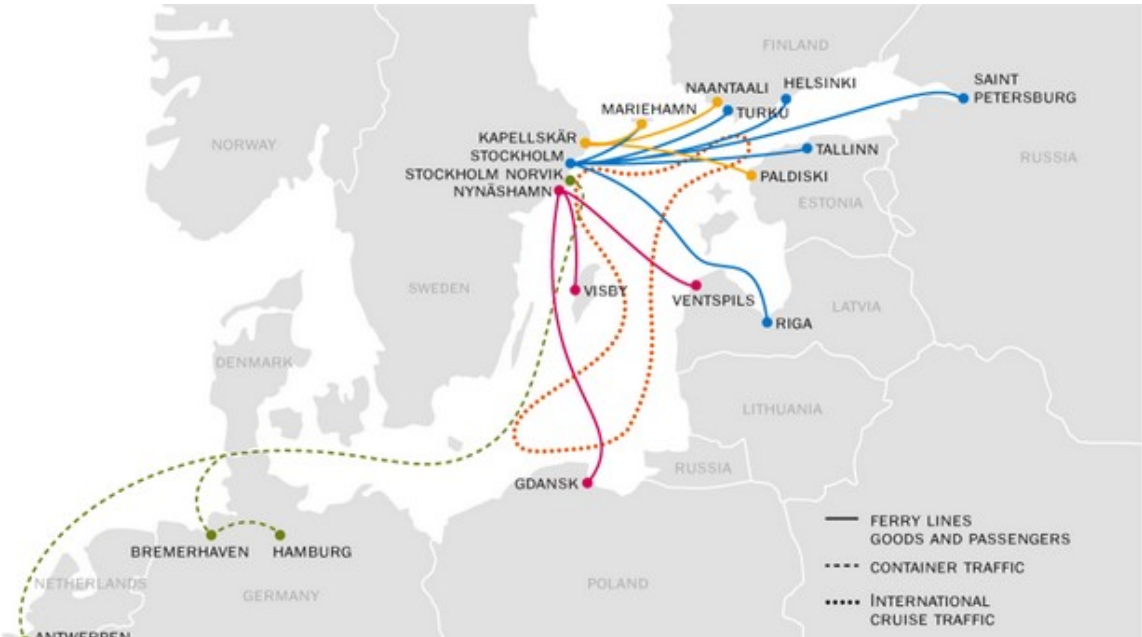 FINLAND
SAINT
PETERSBURG
NAANTAALI
HELSINKI
MARIEHAMN
TURKU
KAPELLSKÄR
NORWAY
STOCKHOLM
TALLINN
RUSSIA
STOCKHOLM NORVIK
PALDISKI
NYNÄSHAMN
ESTONIA
SWEDEN
VISBY
VENTSPILS
LATVIA
RIGA
DENMARK
LITHUANIA
RUSSIA
GDANSK
FERRY LINES
GOODS AND PASSENGERS
BREMERHAVEN
HAMBURG
CONTAINER TRAFFIC
NETHERLANDS
GERMANY
POLAND
INTERNATIONAL
CRUISE TRAFFIC
ANTWERPEN